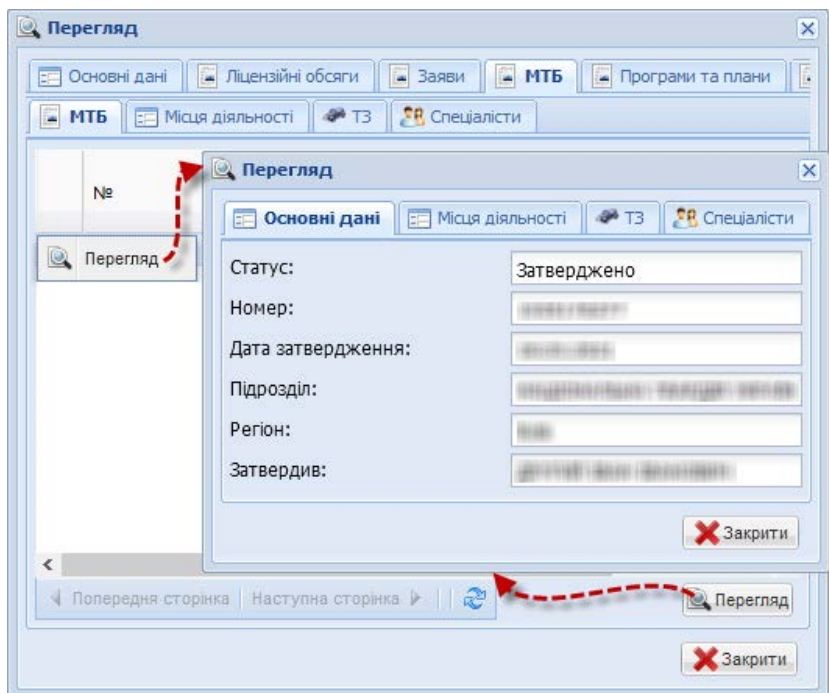 Перегляд
Основні дані Ліцензійні обсяги Заяви МТБ Програми та плани
МТБ Місця діяльності ТЗ Спеціалісти
№
Перегляд
Перегляд
Основні дані Місця діяльності ТЗ Спеціалісти
Статус: Затверджено
Номер:
Дата затвердження:
Підрозділ:
Регіон:
Затвердив:
Закрити
Попередня сторінка Наступна сторінка Перегляд
Закрити